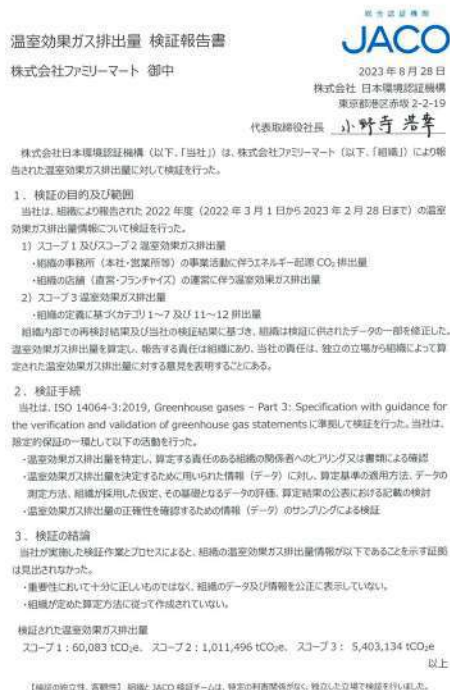 総合認証機関
JACO
温室効果ガス排出量 検証報告書
株式会社ファミリーマート 御中
2023年8月28日
株式会社 日本環境認証機構
東京都港区赤坂 2-2-19
代表取締役社長 小野寺 浩幸
株式会社日本環境認証機構(以下、「当社」)は、株式会社ファミリーマート(以下、「組織」)により報
告された温室効果ガス排出量に対して検証を行った。
1．検証の目的及び範囲
当社は、組織により報告された 2022 年度(2022 年 3 月 1 日から 2023 年 2 月 28 日まで)の温室
効果ガス排出量情報について検証を行った。
1) スコープ 1 及びスコープ 2 温室効果ガス排出量
・組織の事務所(本社・営業所等)の事業活動に伴うエネルギー起源 CO₂ 排出量
・組織の店舗(直営・フランチャイズ)の運営に伴う温室効果ガス排出量
2) スコープ 3 温室効果ガス排出量
・組織の定義に基づくカテゴリ 1～7 及び 11～12 排出量
組織内部での再検討結果及び当社の検証結果に基づき、組織は検証に供されたデータの一部を修正した。
温室効果ガス排出量を算定し、報告する責任は組織にあり、当社の責任は、独立の立場から組織によって算
定された温室効果ガス排出量に対する意見を表明することにある。
2．検証手続
当社は、ISO 14064-3:2019, Greenhouse gases – Part 3: Specification with guidance for
the verification and validation of greenhouse gas statements に準拠して検証を行った。当社は、
限定的保証の一環として以下の活動を行った。
・温室効果ガス排出量を特定し、算定する責任のある組織の関係者へのヒアリング又は書類による確認
・温室効果ガス排出量を決定するために用いられた情報(データ)に対し、算定基準の適用方法、データの
測定方法、組織が採用した仮定、その基礎となるデータの評価、算定結果の公表における記載の検討
・温室効果ガス排出量の正確性を確認するための情報(データ)のサンプリングによる検証
3．検証の結論
当社が実施した検証作業とプロセスによると、組織の温室効果ガス排出量情報が以下であることを示す証拠
は見出されなかった。
・重要性において十分に正しいものではなく、組織のデータ及び情報を公正に表示していない。
・組織が定めた算定方法に従って作成されていない。
検証された温室効果ガス排出量
スコープ 1：60,083 tCO₂e、スコープ 2：1,011,496 tCO₂e、スコープ 3： 5,403,134 tCO₂e
以上
【検証の独立性、客観性】 組織と JACO 検証チームは、特定の利害関係がなく、独立した立場で検証を行いました。